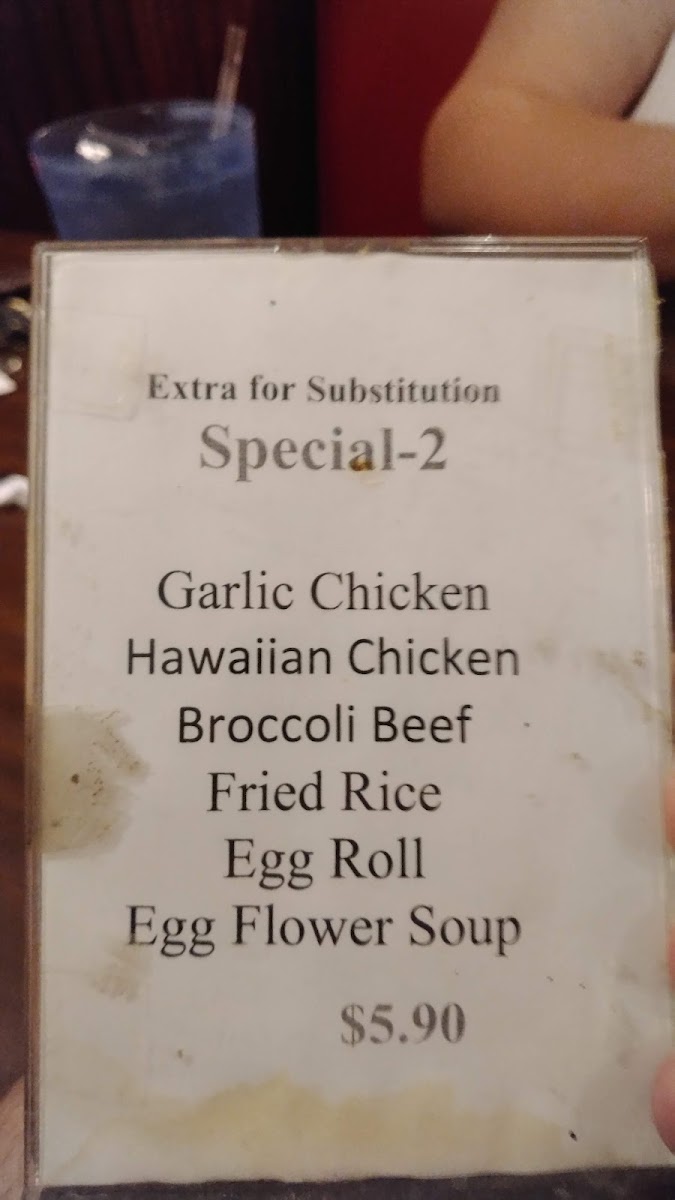 Extra for Substitution
Special-2
Garlic Chicken
Hawaiian Chicken
Broccoli Beef
Fried Rice
Egg Roll
Egg Flower Soup
$5.90